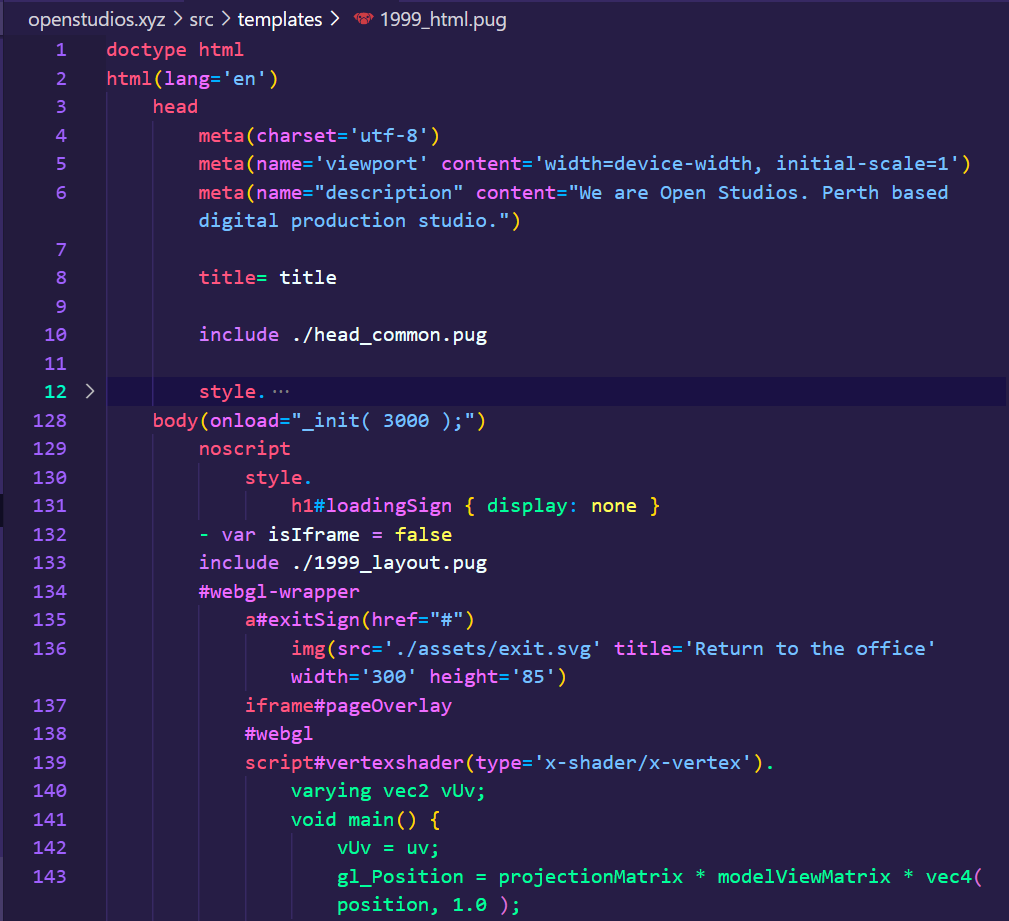 openstudios.xyz > src > templates > 1999_html.pug
1 doctype html
2 html(lang='en')
3 head
4 meta(charset='utf-8')
5 meta(name='viewport' content='width=device-width, initial-scale=1')
6 meta(name="description" content="We are Open Studios. Perth based
digital production studio.")
7
8 title= title
9
10 include ./head_common.pug
11
12 > style. ···
128 body(onload="_init( 3000 );")
129 noscript
130 style.
131 h1#loadingSign { display: none }
132 - var isIframe = false
133 include ./1999_layout.pug
134 #webgl-wrapper
135 a#exitSign(href="#")
136 img(src='./assets/exit.svg' title='Return to the office'
width='300' height='85')
137 iframe#pageOverlay
138 #webgl
139 script#vertexshader(type='x-shader/x-vertex').
140 varying vec2 vUv;
141 void main() {
142 vUv = uv;
143 gl_Position = projectionMatrix * modelViewMatrix * vec4(
position, 1.0 );